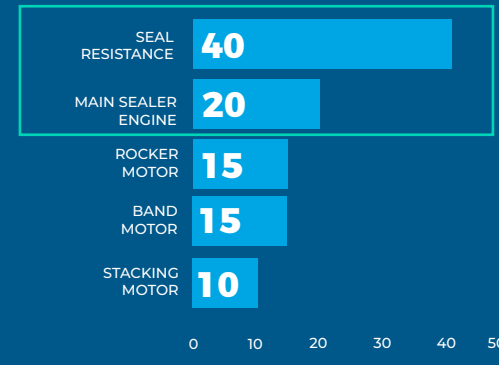 SEAL
RESISTANCE
40
MAIN SEALER
ENGINE
20
ROCKER
MOTOR
15
BAND
MOTOR
15
STACKING
MOTOR
10
0 10 20 30 40 50